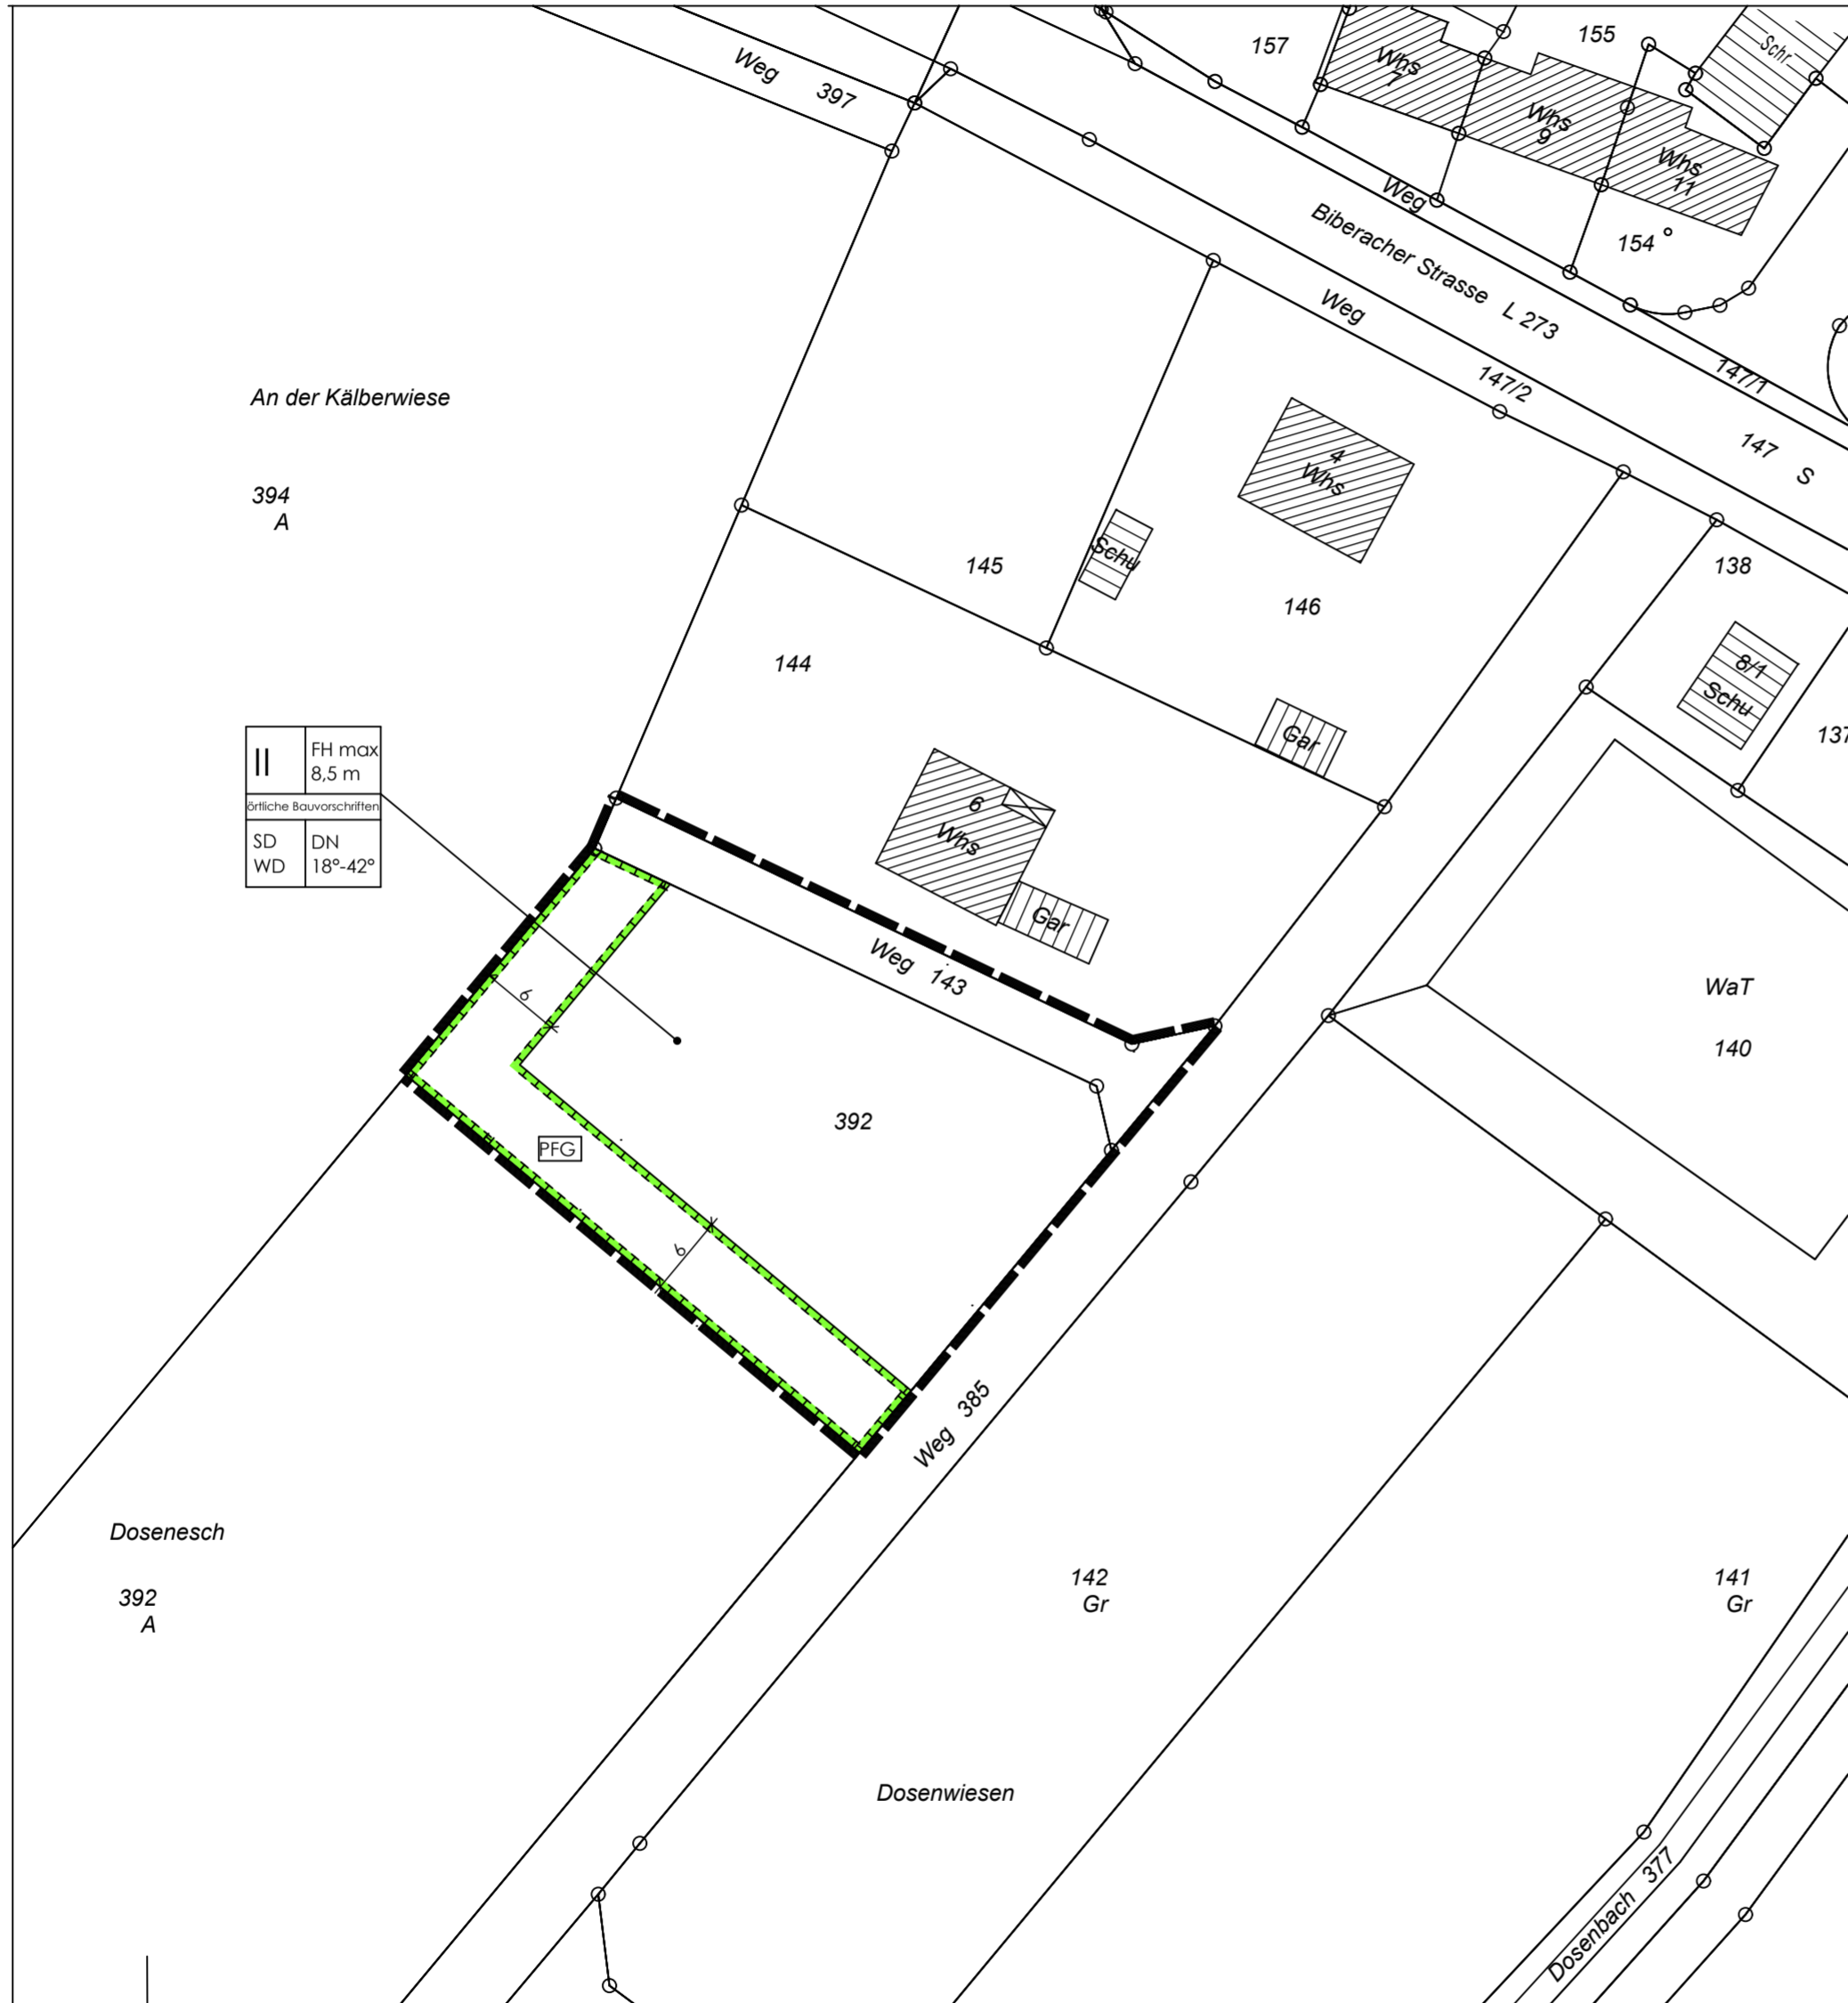 Weg 397
157
155
Schr
Whs
7
Whs
9
Whs
11
Weg
154
Biberacher Strasse L 273
Weg
147/1
147/2
147 S
An der Kälberwiese
394
A
4
Whs
Schu
145
146
138
144
8/1
Schu
137
Gar
II
FH max
8,5 m
örtliche Bauvorschriften
SD
WD
DN
18°-42°
6
Whs
Gar
Weg 143
6
WaT
140
392
PFG
6
Weg 385
Dosenesch
392
A
142
Gr
141
Gr
Dosenwiesen
Dosenbach 377